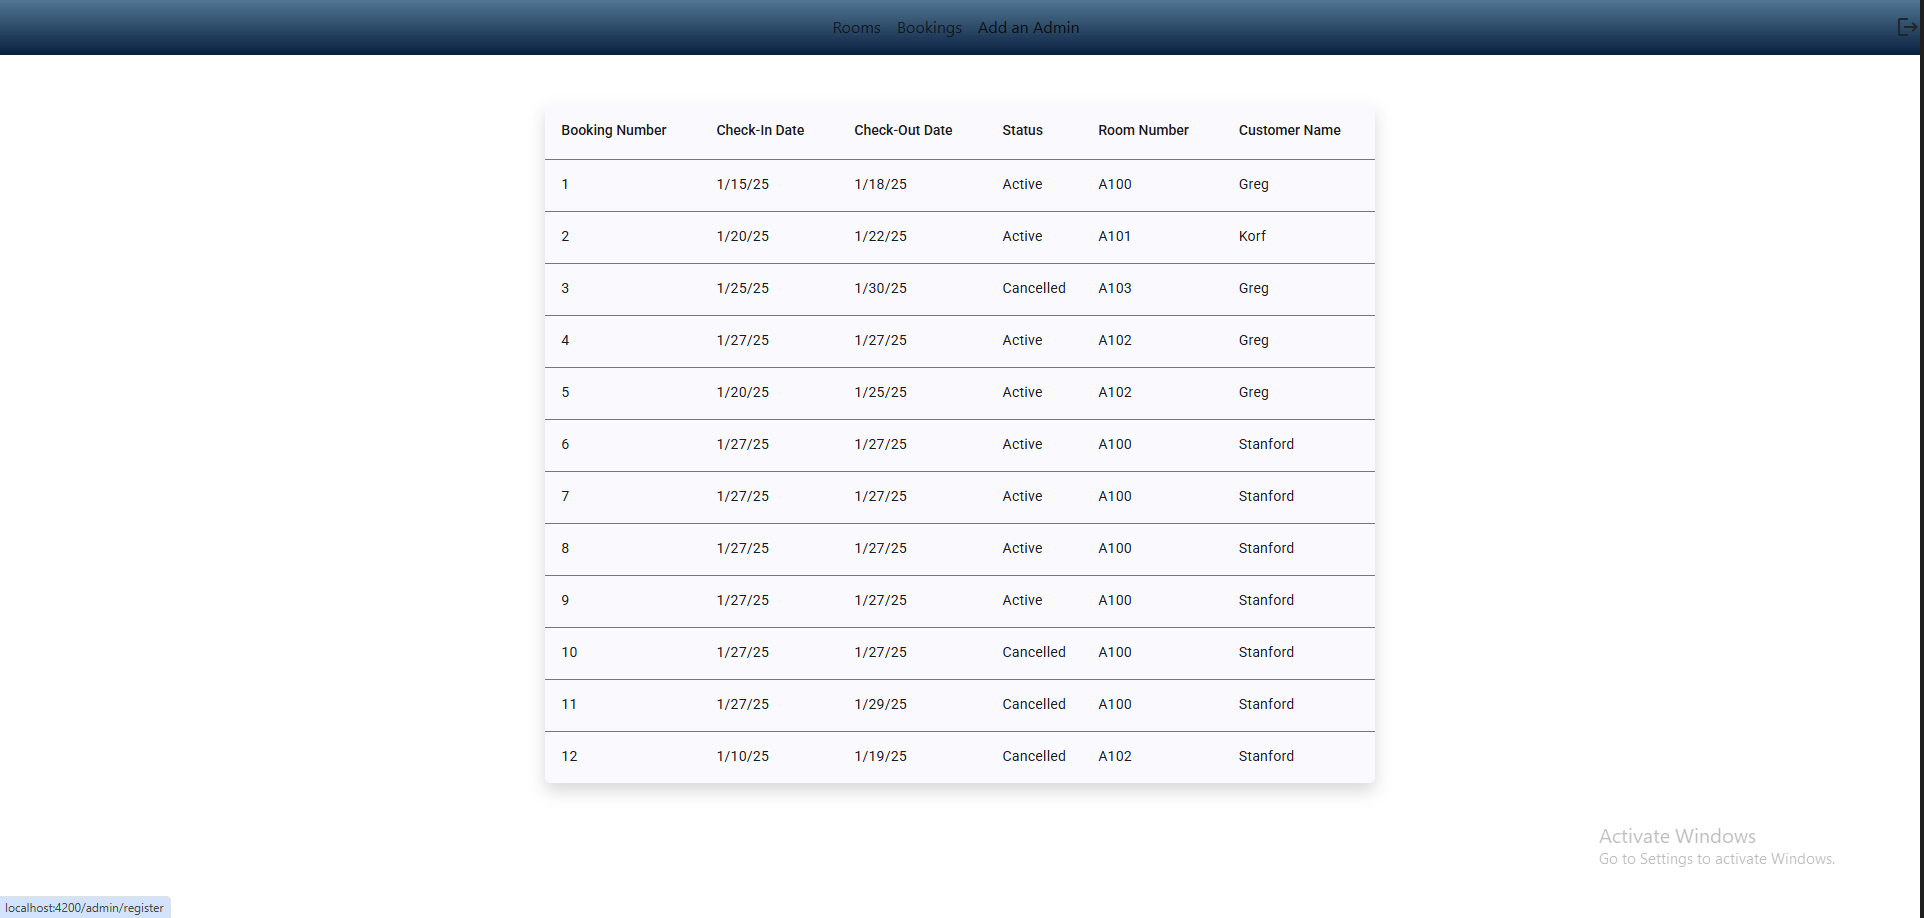 Rooms Bookings Add an Admin
Booking Number Check-In Date Check-Out Date Status Room Number Customer Name
1 1/15/25 1/18/25 Active A100 Greg
2 1/20/25 1/22/25 Active A101 Korf
3 1/25/25 1/30/25 Cancelled A103 Greg
4 1/27/25 1/27/25 Active A102 Greg
5 1/20/25 1/25/25 Active A102 Greg
6 1/27/25 1/27/25 Active A100 Stanford
7 1/27/25 1/27/25 Active A100 Stanford
8 1/27/25 1/27/25 Active A100 Stanford
9 1/27/25 1/27/25 Active A100 Stanford
10 1/27/25 1/27/25 Cancelled A100 Stanford
11 1/27/25 1/29/25 Cancelled A100 Stanford
12 1/10/25 1/19/25 Cancelled A102 Stanford
Activate Windows
Go to Settings to activate Windows.
localhost:4200/admin/register